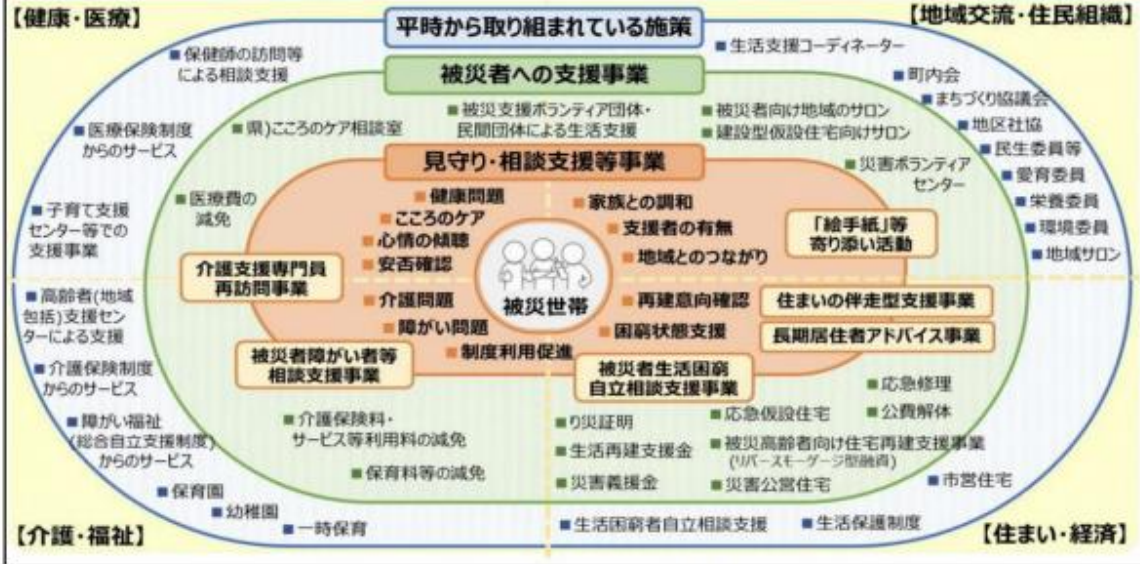 【健康・医療】
【地域交流・住民組織】
平時から取り組まれている施策
■保健師の訪問等
による相談支援
■医療保険制度
からのサービス
■子育て支援
センター等での
支援事業
■生活支援コーディネーター
■町内会
■まちづくり協議会
■地区社協
■民生委員等
■愛育委員
■栄養委員
■環境委員
■地域サロン
被災者への支援事業
■県)こころのケア相談室
■医療費の
減免
■被災支援ボランティア団体・
民間団体による生活支援
■被災者向け地域のサロン
■建設型仮設住宅向けサロン
■災害ボランティア
センター
見守り・相談支援等事業
■健康問題
■こころのケア
■心情の傾聴
■安否確認
■家族との調和
■支援者の有無
■地域とのつながり
「絵手紙」等
寄り添い活動
介護支援専門員
再訪問事業
被災世帯
■介護問題
■障がい問題
■制度利用促進
■再建意向確認
■困窮状態支援
住まいの伴走型支援事業
長期居住者アドバイス事業
被災者障がい者等
相談支援事業
被災者生活困窮
自立相談支援事業
■高齢者(地域
包括)支援セン
ターによる支援
■介護保険制度
からのサービス
■障がい福祉
(総合自立支援制度)
からのサービス
■保育園
■幼稚園
■一時保育
■介護保険料・
サービス等利用料の減免
■保育料等の減免
■り災証明
■生活再建支援金
■災害義援金
■応急仮設住宅
■応急修理
■公費解体
■被災高齢者向け住宅再建支援事業
(リバースモーゲージ型融資)
■災害公営住宅
■市営住宅
■生活困窮者自立相談支援
■生活保護制度
【介護・福祉】
【住まい・経済】